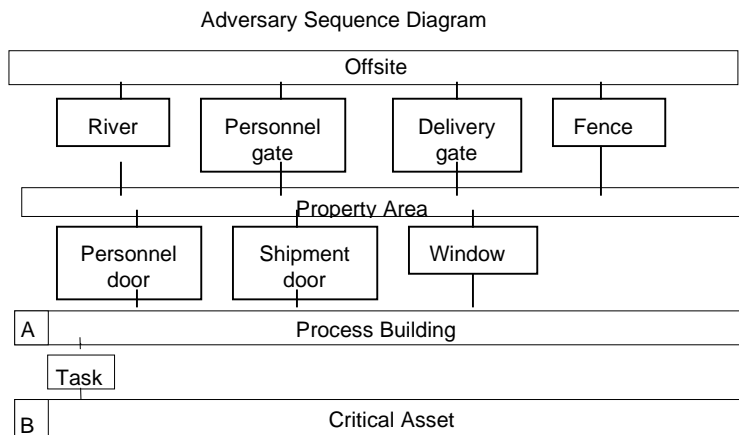 Adversary Sequence Diagram
Offsite
River
Personnel
gate
Delivery
gate
Fence
Property Area
Personnel
door
Shipment
door
Window
A
Process Building
Task
B
Critical Asset